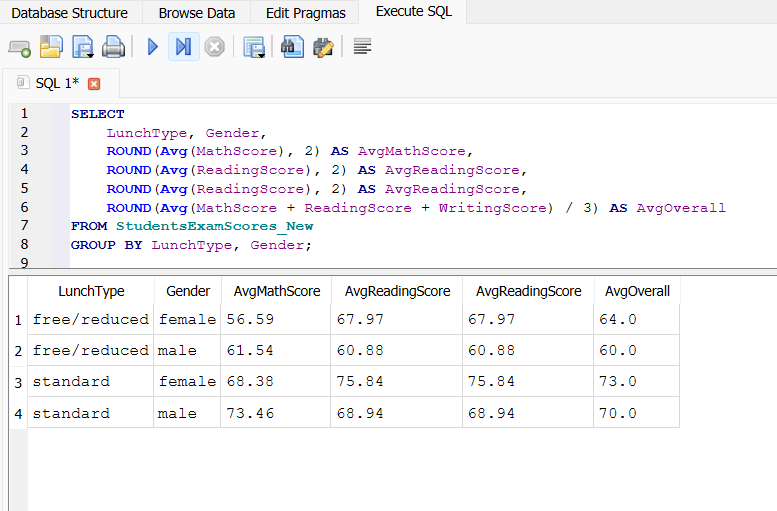 Database Structure Browse Data Edit Pragmas Execute SQL
SQL 1*
1 SELECT
2 LunchType, Gender,
3 ROUND(Avg(MathScore), 2) AS AvgMathScore,
4 ROUND(Avg(ReadingScore), 2) AS AvgReadingScore,
5 ROUND(Avg(ReadingScore), 2) AS AvgReadingScore,
6 ROUND(Avg(MathScore + ReadingScore + WritingScore) / 3) AS AvgOverall
7 FROM StudentsExamScores_New
8 GROUP BY LunchType, Gender;
9
LunchType Gender AvgMathScore AvgReadingScore AvgReadingScore AvgOverall
1 free/reduced female 56.59 67.97 67.97 64.0
2 free/reduced male 61.54 60.88 60.88 60.0
3 standard female 68.38 75.84 75.84 73.0
4 standard male 73.46 68.94 68.94 70.0